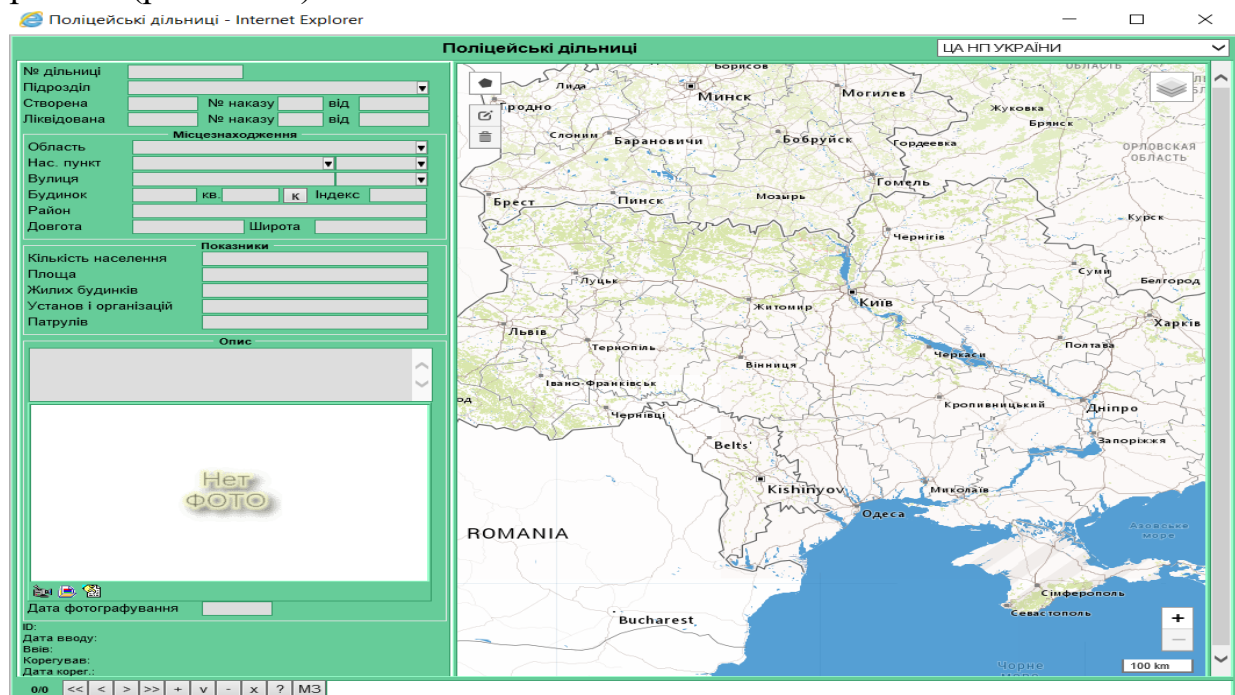 Поліцейські дільниці - Internet Explorer
Поліцейські дільниці
ЦА НП УКРАЇНИ
№ дільниці
Підрозділ
Створена № наказу від
Ліквідована № наказу від
Місцезнаходження
Область
Нас. пункт
Вулиця
Будинок кв. к Індекс
Район
Довгота Широта
Показники
Кількість населення
Площа
Жилих будинків
Установ і організацій
Патрулів
Опис
Нет
ФОТО
Дата фотографування
ID:
Дата вводу:
Ввів:
Корегував:
Дата корег.:
0/0 << < > >> + v - x ? МЗ
Борисов
ОБЛАСТЬ
Лида
Минск
Могилев
Гродно
Жуковка
Брянск
Слоним
Барановичи
Бобруйск
Гордеевка
ОРЛОВСКАЯ
ОБЛАСТЬ
Гомель
Брест
Пинск
Мозырь
Курск
Чернігів
Суми
Луцьк
Белгород
Житомир
Київ
Львів
Харків
Тернопіль
Полтава
Черкаси
Вінниця
Івано-Франківськ
Кропивницький
Дніпро
Чернівці
Belts'
Запоріжжя
Kishinyov
Миколаїв
Одеса
ROMANIA
Азовське
море
Сімферополь
Севастополь
Bucharest
+
−
Чорне
100 km